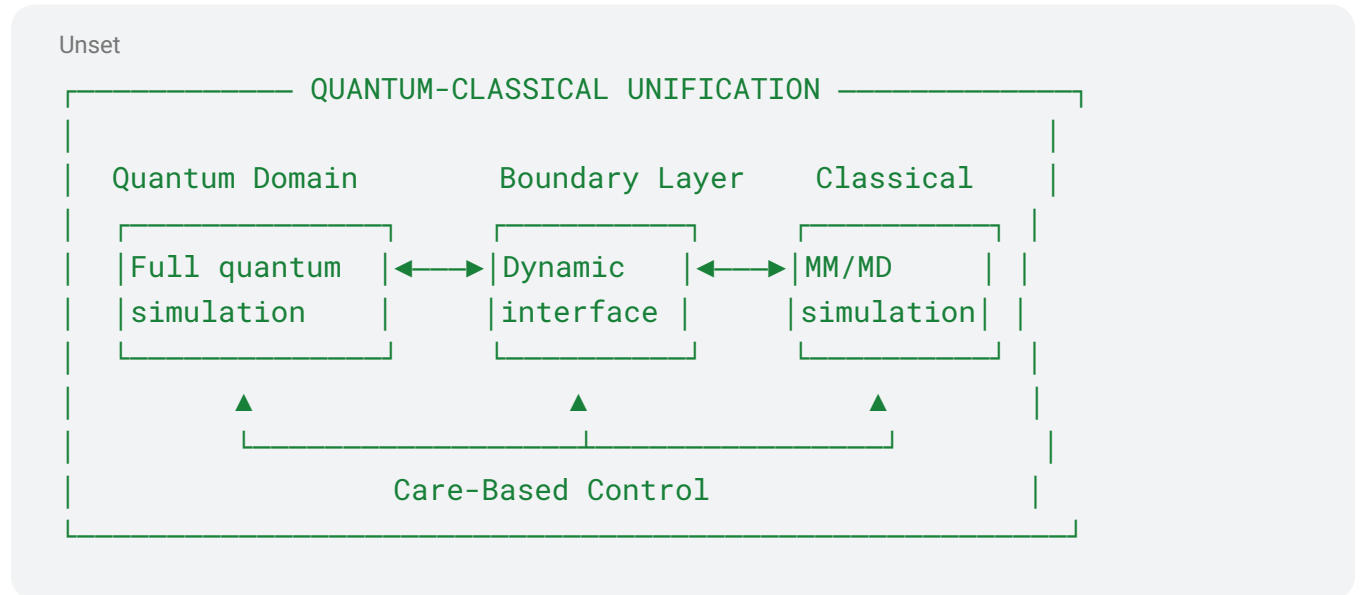 Unset
QUANTUM-CLASSICAL UNIFICATION
Quantum Domain Boundary Layer Classical
Full quantum Dynamic MM/MD
simulation interface simulation
Care-Based Control